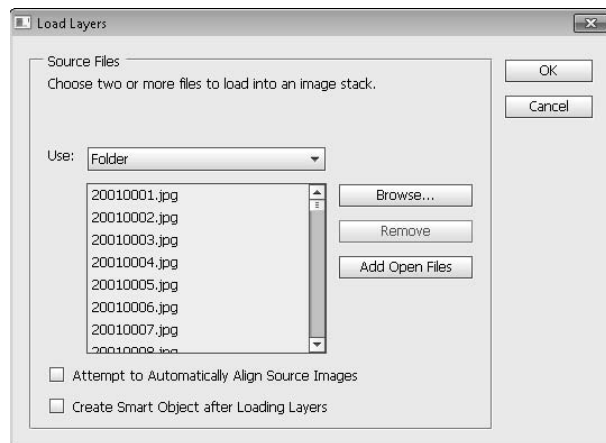 Load Layers
Source Files
Choose two or more files to load into an image stack.
OK
Cancel
Use: Folder
20010001.jpg
20010002.jpg
20010003.jpg
20010004.jpg
20010005.jpg
20010006.jpg
20010007.jpg
20010008.jpg
Browse...
Remove
Add Open Files
Attempt to Automatically Align Source Images
Create Smart Object after Loading Layers